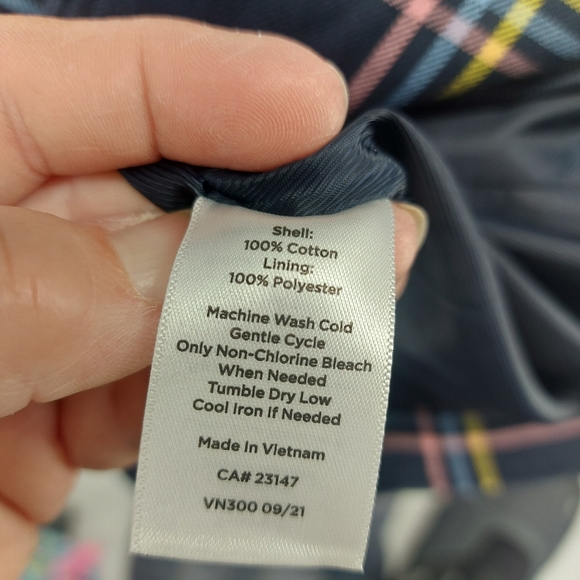 Shell:
100% Cotton
Lining:
100% Polyester
Machine Wash Cold
Gentle Cycle
Only Non-Chlorine Bleach
When Needed
Tumble Dry Low
Cool Iron If Needed
Made In Vietnam
CA# 23147
VN300 09/21